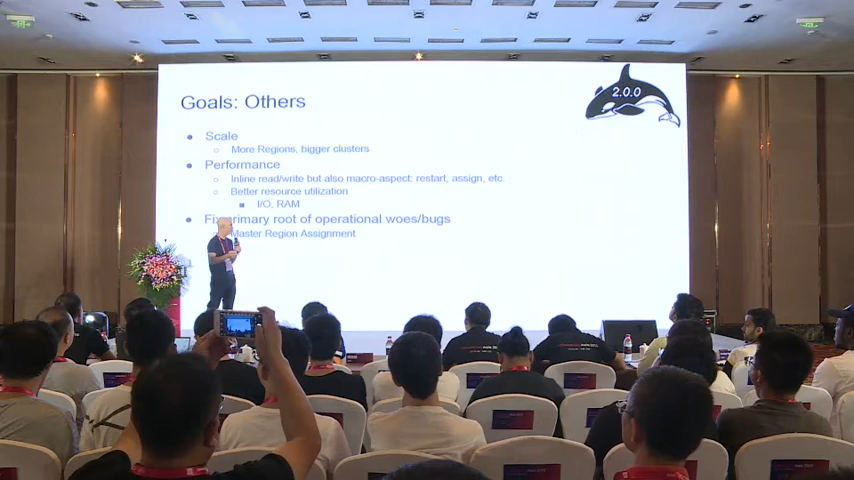 Goals: Others
2.0.0
Scale
More Regions, bigger clusters
Performance
Inline read/write but also macro-aspect: restart, assign, etc.
Better resource utilization
I/O, RAM
primary root of operational woes/bugs
Master Region Assignment